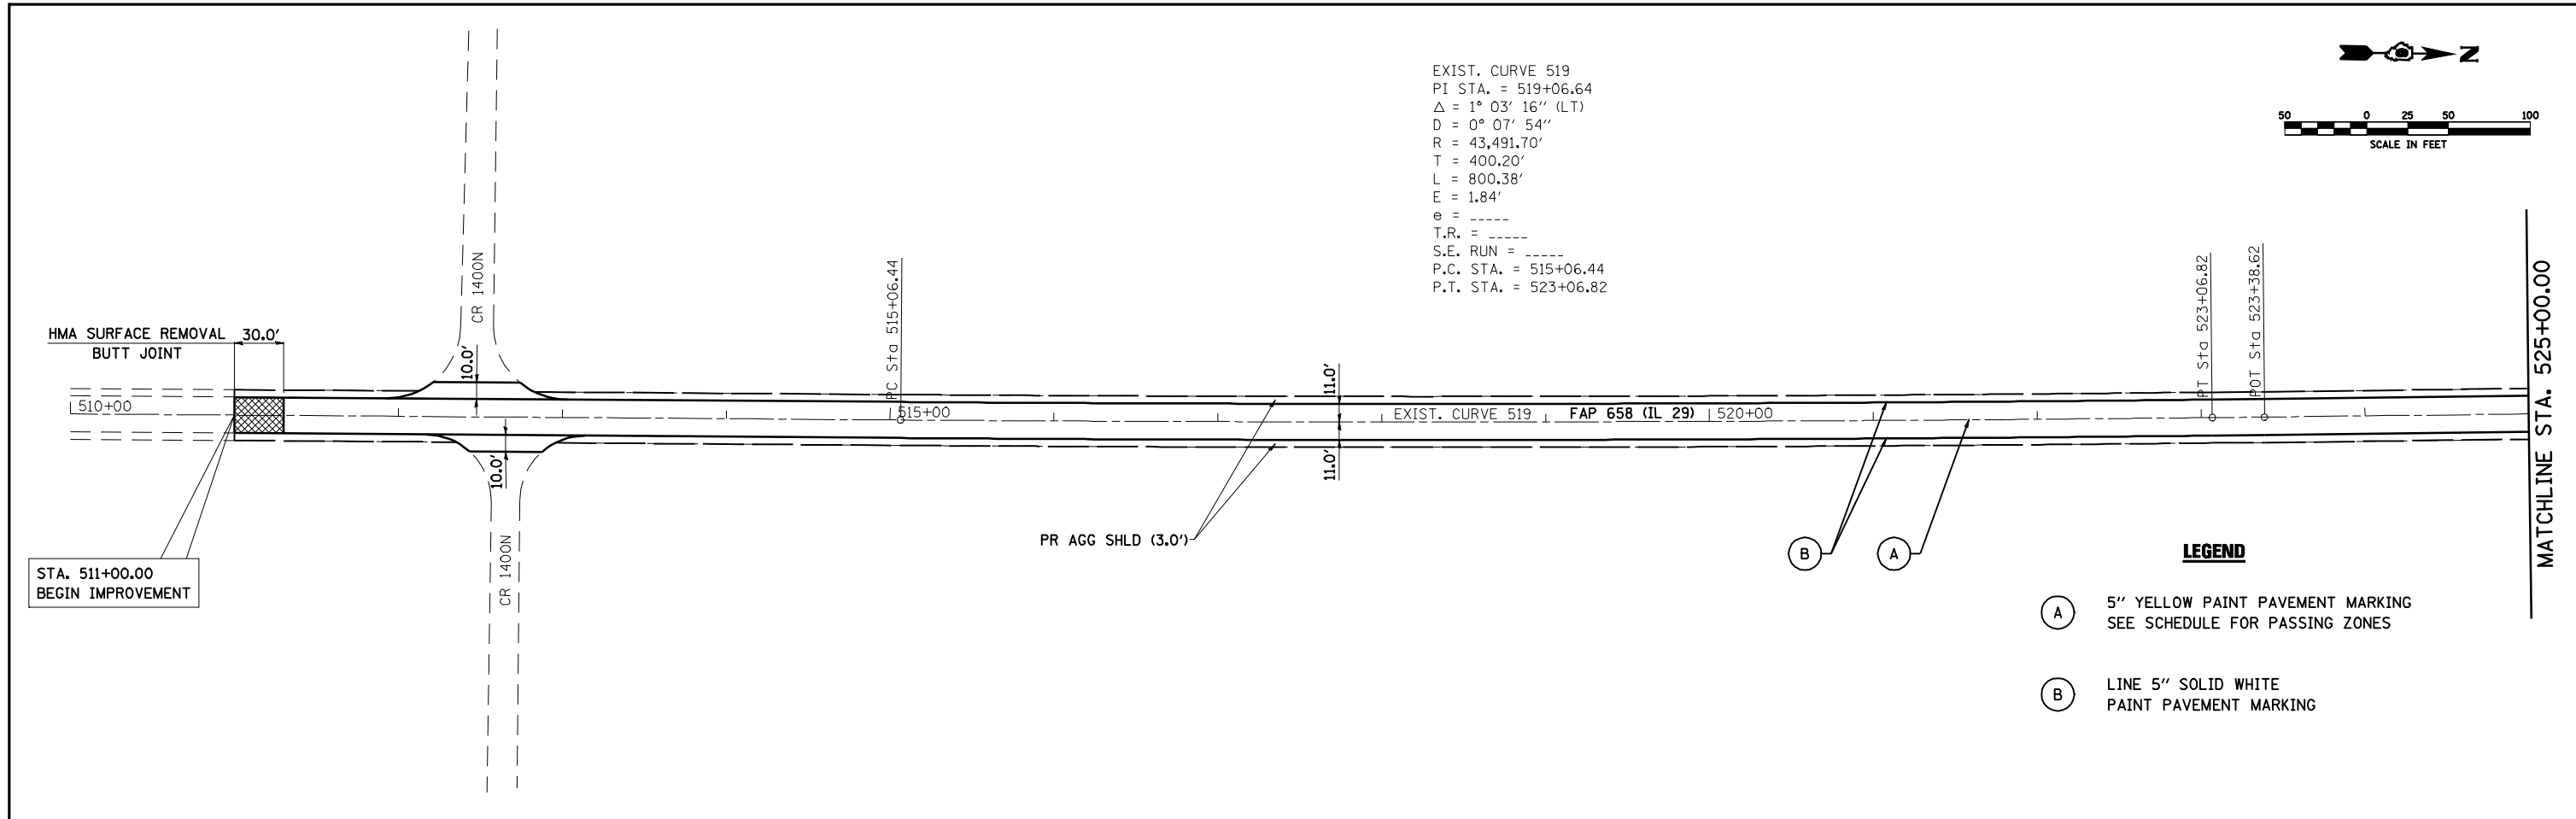 EXIST. CURVE 519
PI STA. = 519+06.64
Δ = 1° 03' 16'' (LT)
D = 0° 07' 54''
R = 43,491.70'
T = 400.20'
L = 800.38'
E = 1.84'
e = _____
T.R. = _____
S.E. RUN = _____
P.C. STA. = 515+06.44
P.T. STA. = 523+06.82
N
50 0 25 50 100
SCALE IN FEET
CR 1400N
HMA SURFACE REMOVAL
BUTT JOINT
30.0'
10.0'
PC Sta 515+06.44
11.0'
PT Sta 523+06.82
POT Sta 523+38.62
MATCHLINE STA. 525+00.00
510+00
515+00
EXIST. CURVE 519
FAP 658 (IL 29)
520+00
10.0'
11.0'
CR 1400N
PR AGG SHLD (3.0')
STA. 511+00.00
BEGIN IMPROVEMENT
B
A
LEGEND
A
5'' YELLOW PAINT PAVEMENT MARKING
SEE SCHEDULE FOR PASSING ZONES
B
LINE 5'' SOLID WHITE
PAINT PAVEMENT MARKING